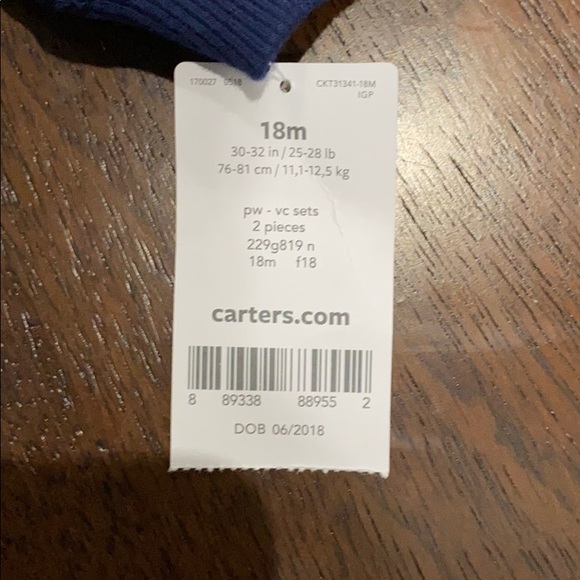 170027 0518 CKT31341-18M
IGP
18m
30-32 in / 25-28 lb
76-81 cm / 11,1-12,5 kg
pw - vc sets
2 pieces
229g819 n
18m f18
carters.com
8 89338 88955 2
DOB 06/2018